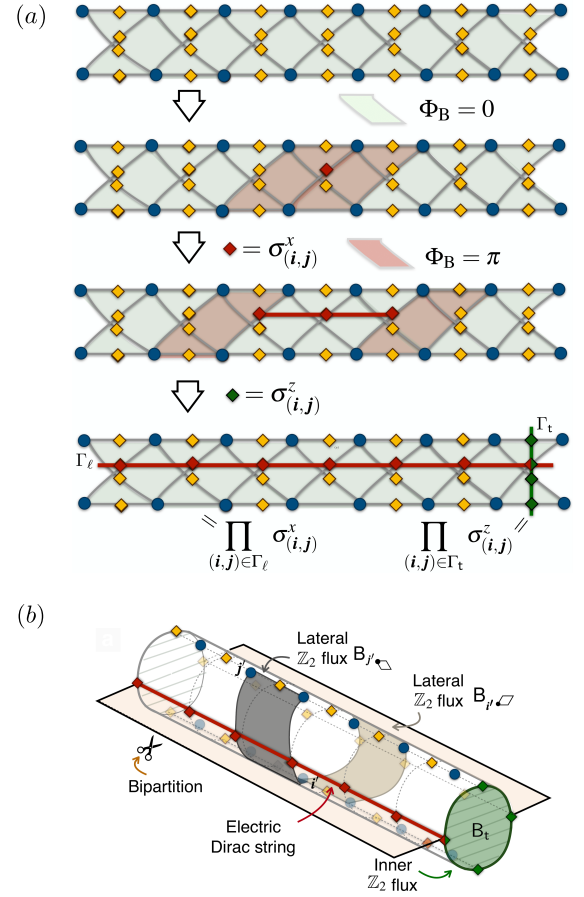 (a)
Φ_B = 0
= σ^x_(i,j)
Φ_B = π
= σ^z_(i,j)
Γ_t
Γ_ℓ
= ∏_{(i,j)∈Γ_ℓ} σ^x_(i,j)
∏_{(i,j)∈Γ_t} σ^z_(i,j) =
(b)
a
Lateral
ℤ₂ flux B_j'
Lateral
ℤ₂ flux B_i'
j'
i'
Bipartition
Electric
Dirac string
B_t
Inner
ℤ₂ flux